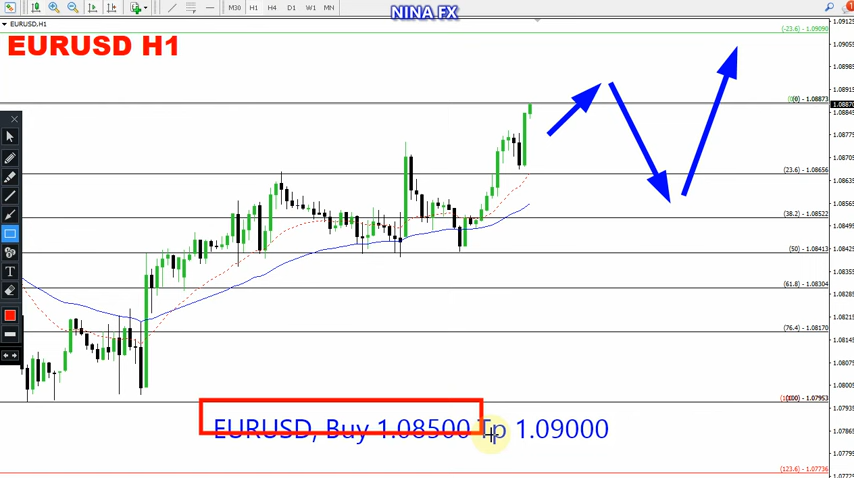 M30 H1 H4 D1 W1 MN
NINA FX
EURUSD,H1
EURUSD H1
(-23.6) - 1.09090
(0) - 1.08873
(23.6) - 1.08656
(38.2) - 1.08522
(50) - 1.08413
(61.8) - 1.08304
(76.4) - 1.08170
(100) - 1.07953
(123.6) - 1.07736
1.09125
1.09055
1.08985
1.08915
1.08870
1.08845
1.08775
1.08705
1.08635
1.08565
1.08495
1.08425
1.08355
1.08285
1.08215
1.08145
1.08075
1.08005
1.07935
1.07865
1.07795
T
EURUSD, Buy 1.08500 Tp 1.09000